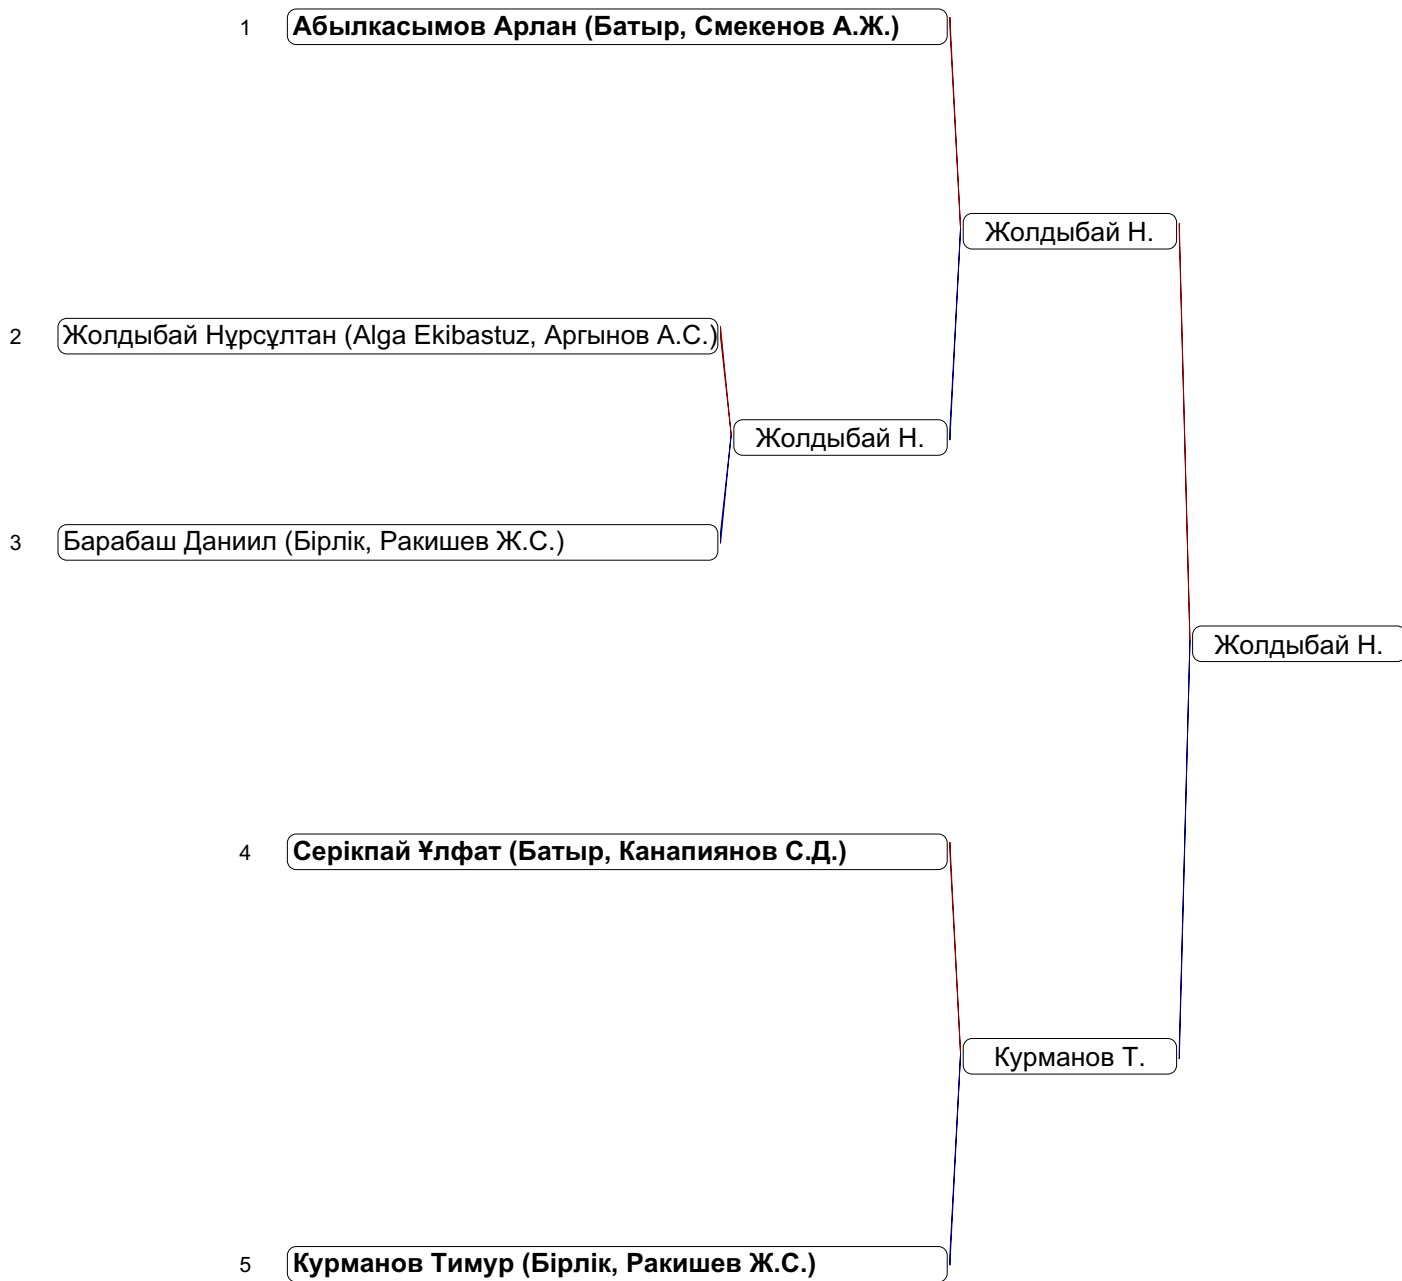 1 Абылкасымов Арлан (Батыр, Смекенов А.Ж.)
Жолдыбай Н.
2 Жолдыбай Нұрсұлтан (Alga Ekibastuz, Аргынов А.С.)
Жолдыбай Н.
3 Барабаш Даниил (Бірлік, Ракишев Ж.С.)
Жолдыбай Н.
4 Серікпай Ұлфат (Батыр, Канапиянов С.Д.)
Курманов Т.
5 Курманов Тимур (Бірлік, Ракишев Ж.С.)